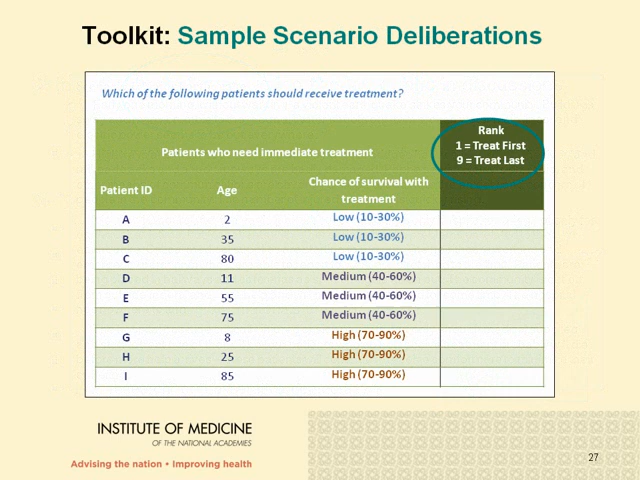 Toolkit: Sample Scenario Deliberations
Which of the following patients should receive treatment?
Patients who need immediate treatment
Rank
1 = Treat First
9 = Treat Last
Patient ID Age Chance of survival with treatment
A 2 Low (10-30%)
B 35 Low (10-30%)
C 80 Low (10-30%)
D 11 Medium (40-60%)
E 55 Medium (40-60%)
F 75 Medium (40-60%)
G 8 High (70-90%)
H 25 High (70-90%)
I 85 High (70-90%)
INSTITUTE OF MEDICINE
OF THE NATIONAL ACADEMIES
Advising the nation • Improving health
27